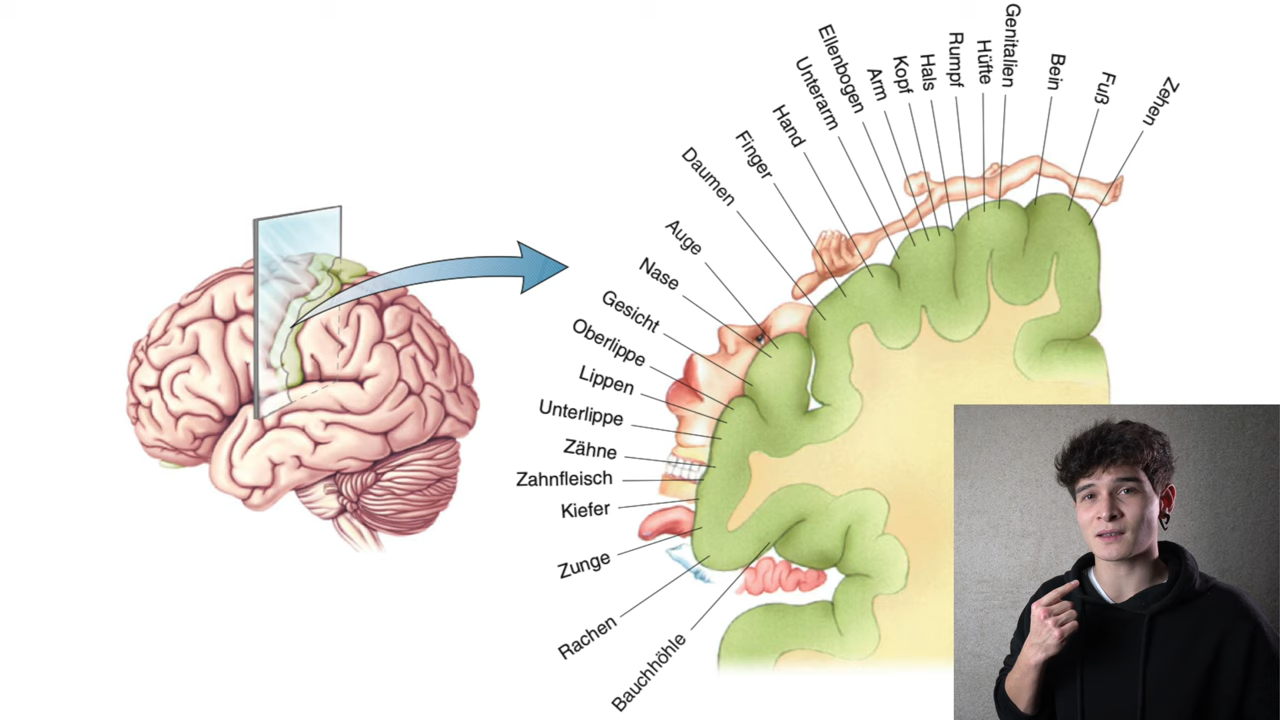 Genitalien
Hüfte
Rumpf
Hals
Kopf
Arm
Ellenbogen
Unterarm
Hand
Finger
Daumen
Bein
Fuß
Zehen
Auge
Nase
Gesicht
Oberlippe
Lippen
Unterlippe
Zähne
Zahnfleisch
Kiefer
Zunge
Rachen
Bauchhöhle